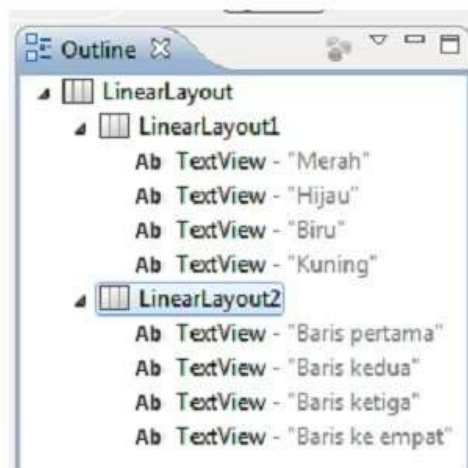 Outline
LinearLayout
LinearLayout1
Ab TextView - "Merah"
Ab TextView - "Hijau"
Ab TextView - "Biru"
Ab TextView - "Kuning"
LinearLayout2
Ab TextView - "Baris pertama"
Ab TextView - "Baris kedua"
Ab TextView - "Baris ketiga"
Ab TextView - "Baris ke empat"